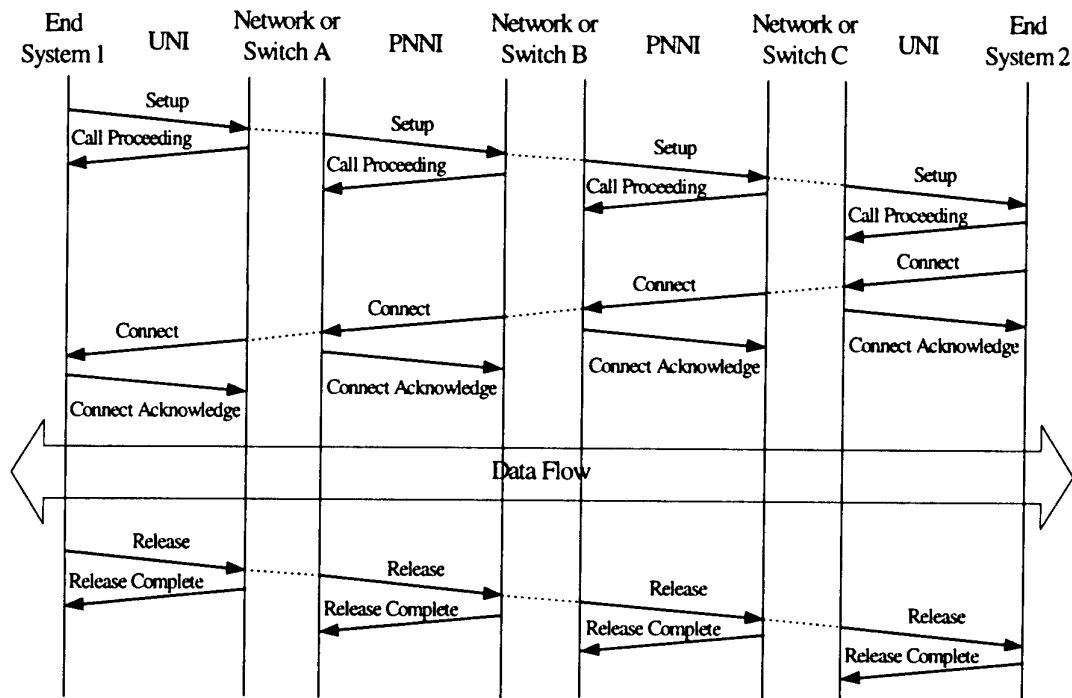 End
System 1
UNI
Network or
Switch A
PNNI
Network or
Switch B
PNNI
Network or
Switch C
UNI
End
System 2
Setup
Call Proceeding
Setup
Call Proceeding
Setup
Call Proceeding
Setup
Call Proceeding
Connect
Connect
Connect
Connect
Connect Acknowledge
Connect Acknowledge
Connect Acknowledge
Connect Acknowledge
Data Flow
Release
Release Complete
Release
Release Complete
Release
Release Complete
Release
Release Complete